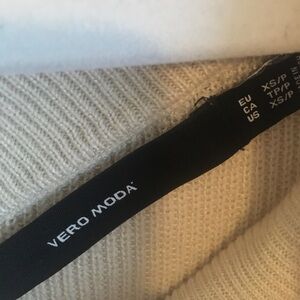 VERO MODA
EU XS/P
CA TP/P
US XS/P